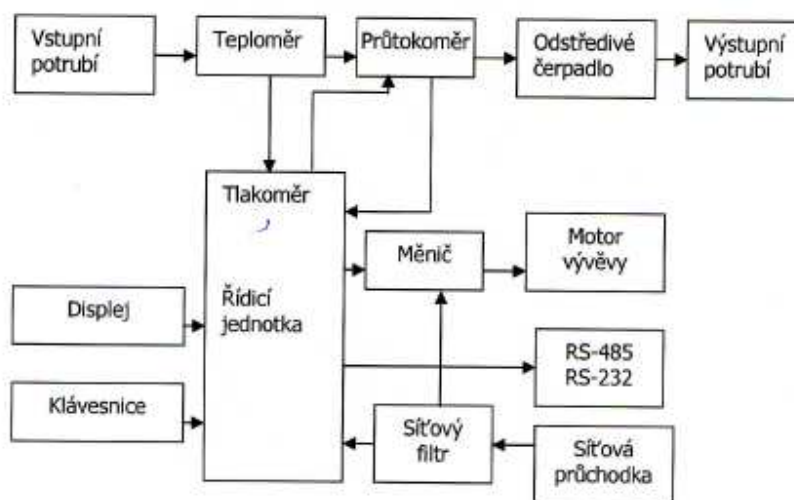 Vstupní
potrubí
Teploměr
Průtokoměr
Odstředivé
čerpadlo
Výstupní
potrubí
Tlakoměr
Řídicí
jednotka
Měnič
Motor
vývěvy
Displej
Klávesnice
RS-485
RS-232
Síťový
filtr
Síťová
průchodka